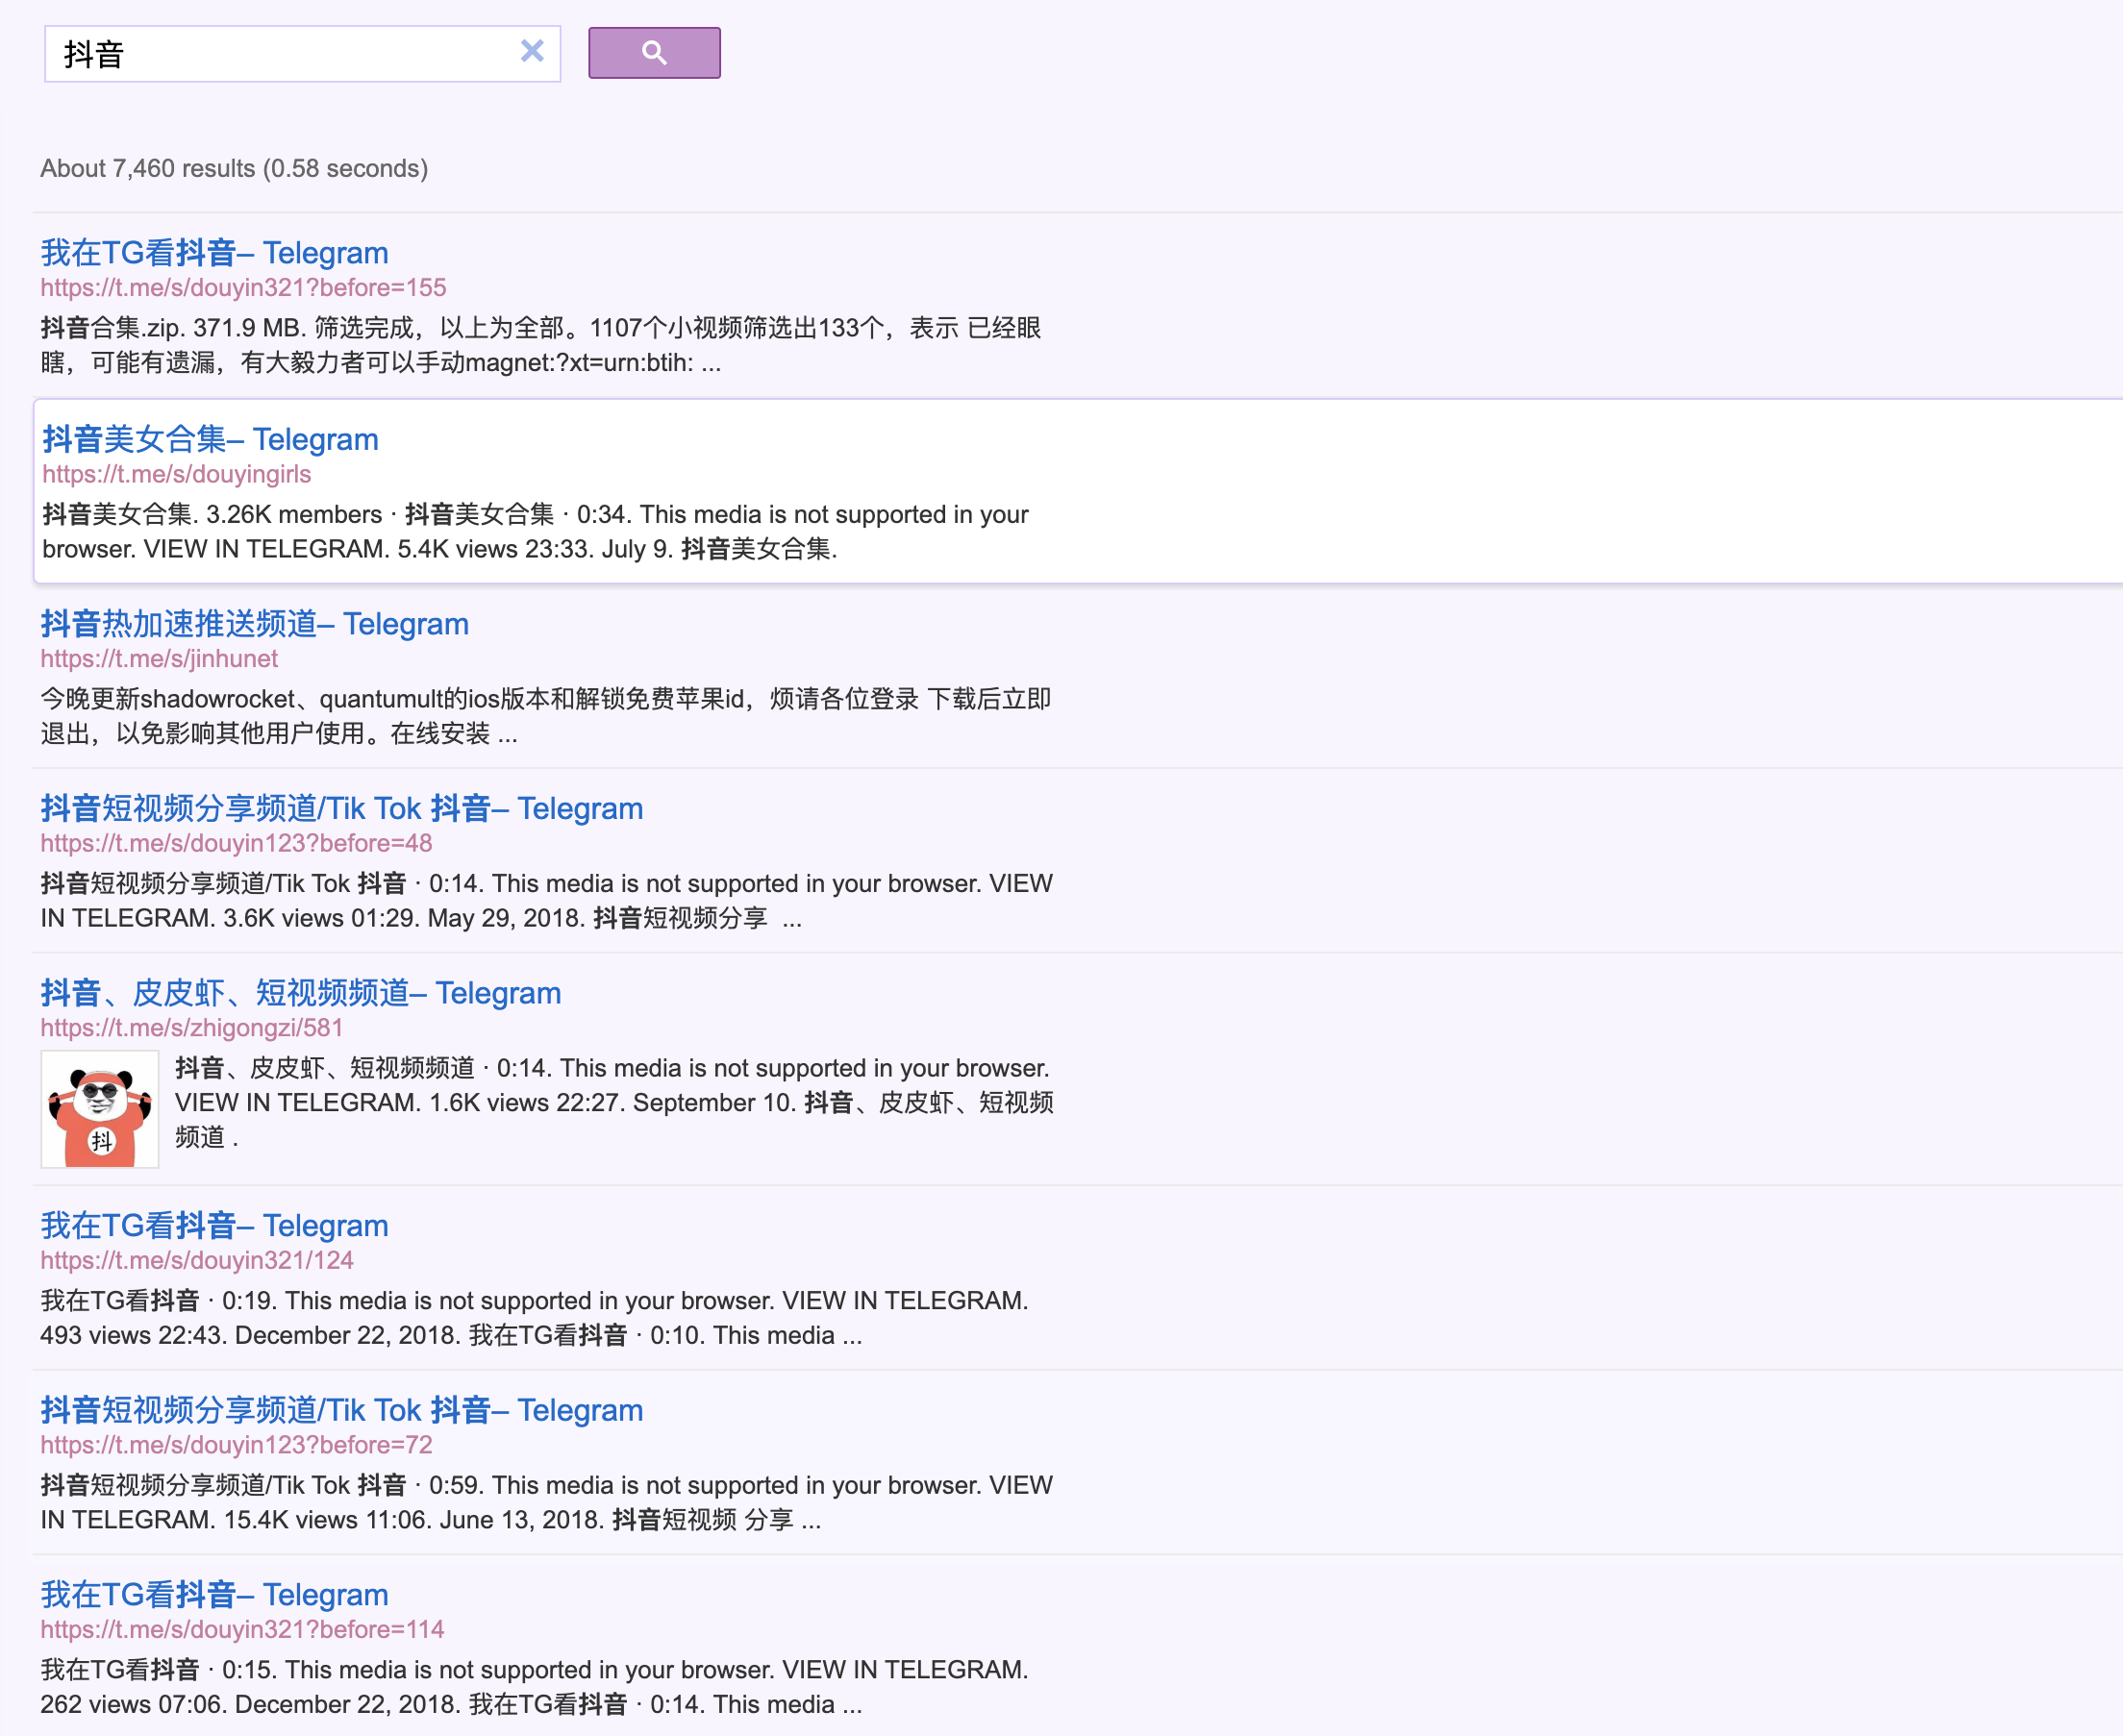 抖音
About 7,460 results (0.58 seconds)
我在TG看抖音– Telegram
https://t.me/s/douyin321?before=155
抖音合集.zip. 371.9 MB. 筛选完成，以上为全部。1107个小视频筛选出133个，表示 已经眼
瞎，可能有遗漏，有大毅力者可以手动magnet:?xt=urn:btih: ...
抖音美女合集– Telegram
https://t.me/s/douyingirls
抖音美女合集. 3.26K members · 抖音美女合集 · 0:34. This media is not supported in your
browser. VIEW IN TELEGRAM. 5.4K views 23:33. July 9. 抖音美女合集.
抖音热加速推送频道– Telegram
https://t.me/s/jinhunet
今晚更新shadowrocket、quantumult的ios版本和解锁免费苹果id，烦请各位登录 下载后立即
退出，以免影响其他用户使用。在线安装 ...
抖音短视频分享频道/Tik Tok 抖音– Telegram
https://t.me/s/douyin123?before=48
抖音短视频分享频道/Tik Tok 抖音 · 0:14. This media is not supported in your browser. VIEW
IN TELEGRAM. 3.6K views 01:29. May 29, 2018. 抖音短视频分享 ...
抖音、皮皮虾、短视频频道– Telegram
https://t.me/s/zhigongzi/581
抖
抖音、皮皮虾、短视频频道 · 0:14. This media is not supported in your browser.
VIEW IN TELEGRAM. 1.6K views 22:27. September 10. 抖音、皮皮虾、短视频
频道 .
我在TG看抖音– Telegram
https://t.me/s/douyin321/124
我在TG看抖音 · 0:19. This media is not supported in your browser. VIEW IN TELEGRAM.
493 views 22:43. December 22, 2018. 我在TG看抖音 · 0:10. This media ...
抖音短视频分享频道/Tik Tok 抖音– Telegram
https://t.me/s/douyin123?before=72
抖音短视频分享频道/Tik Tok 抖音 · 0:59. This media is not supported in your browser. VIEW
IN TELEGRAM. 15.4K views 11:06. June 13, 2018. 抖音短视频 分享 ...
我在TG看抖音– Telegram
https://t.me/s/douyin321?before=114
我在TG看抖音 · 0:15. This media is not supported in your browser. VIEW IN TELEGRAM.
262 views 07:06. December 22, 2018. 我在TG看抖音 · 0:14. This media ...